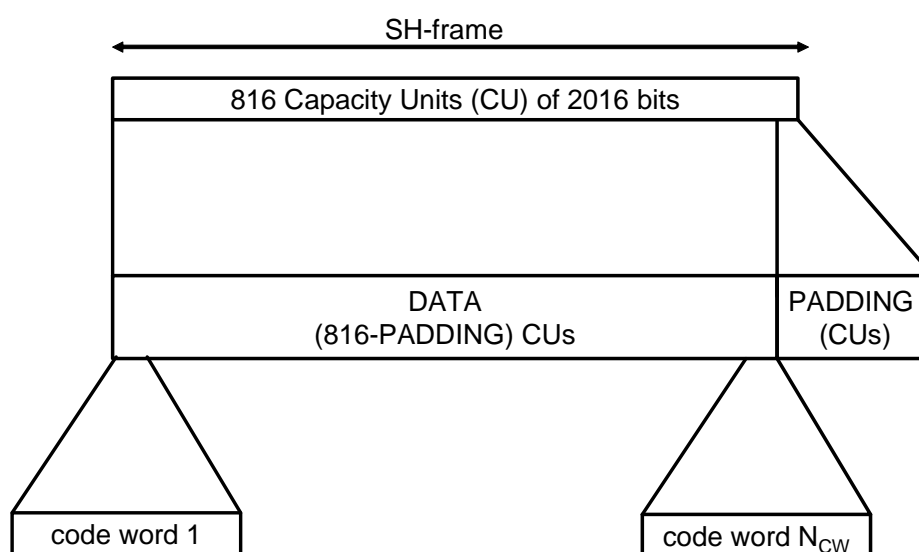 SH-frame
816 Capacity Units (CU) of 2016 bits
DATA
(816-PADDING) CUs
PADDING
(CUs)
code word 1
code word N_CW